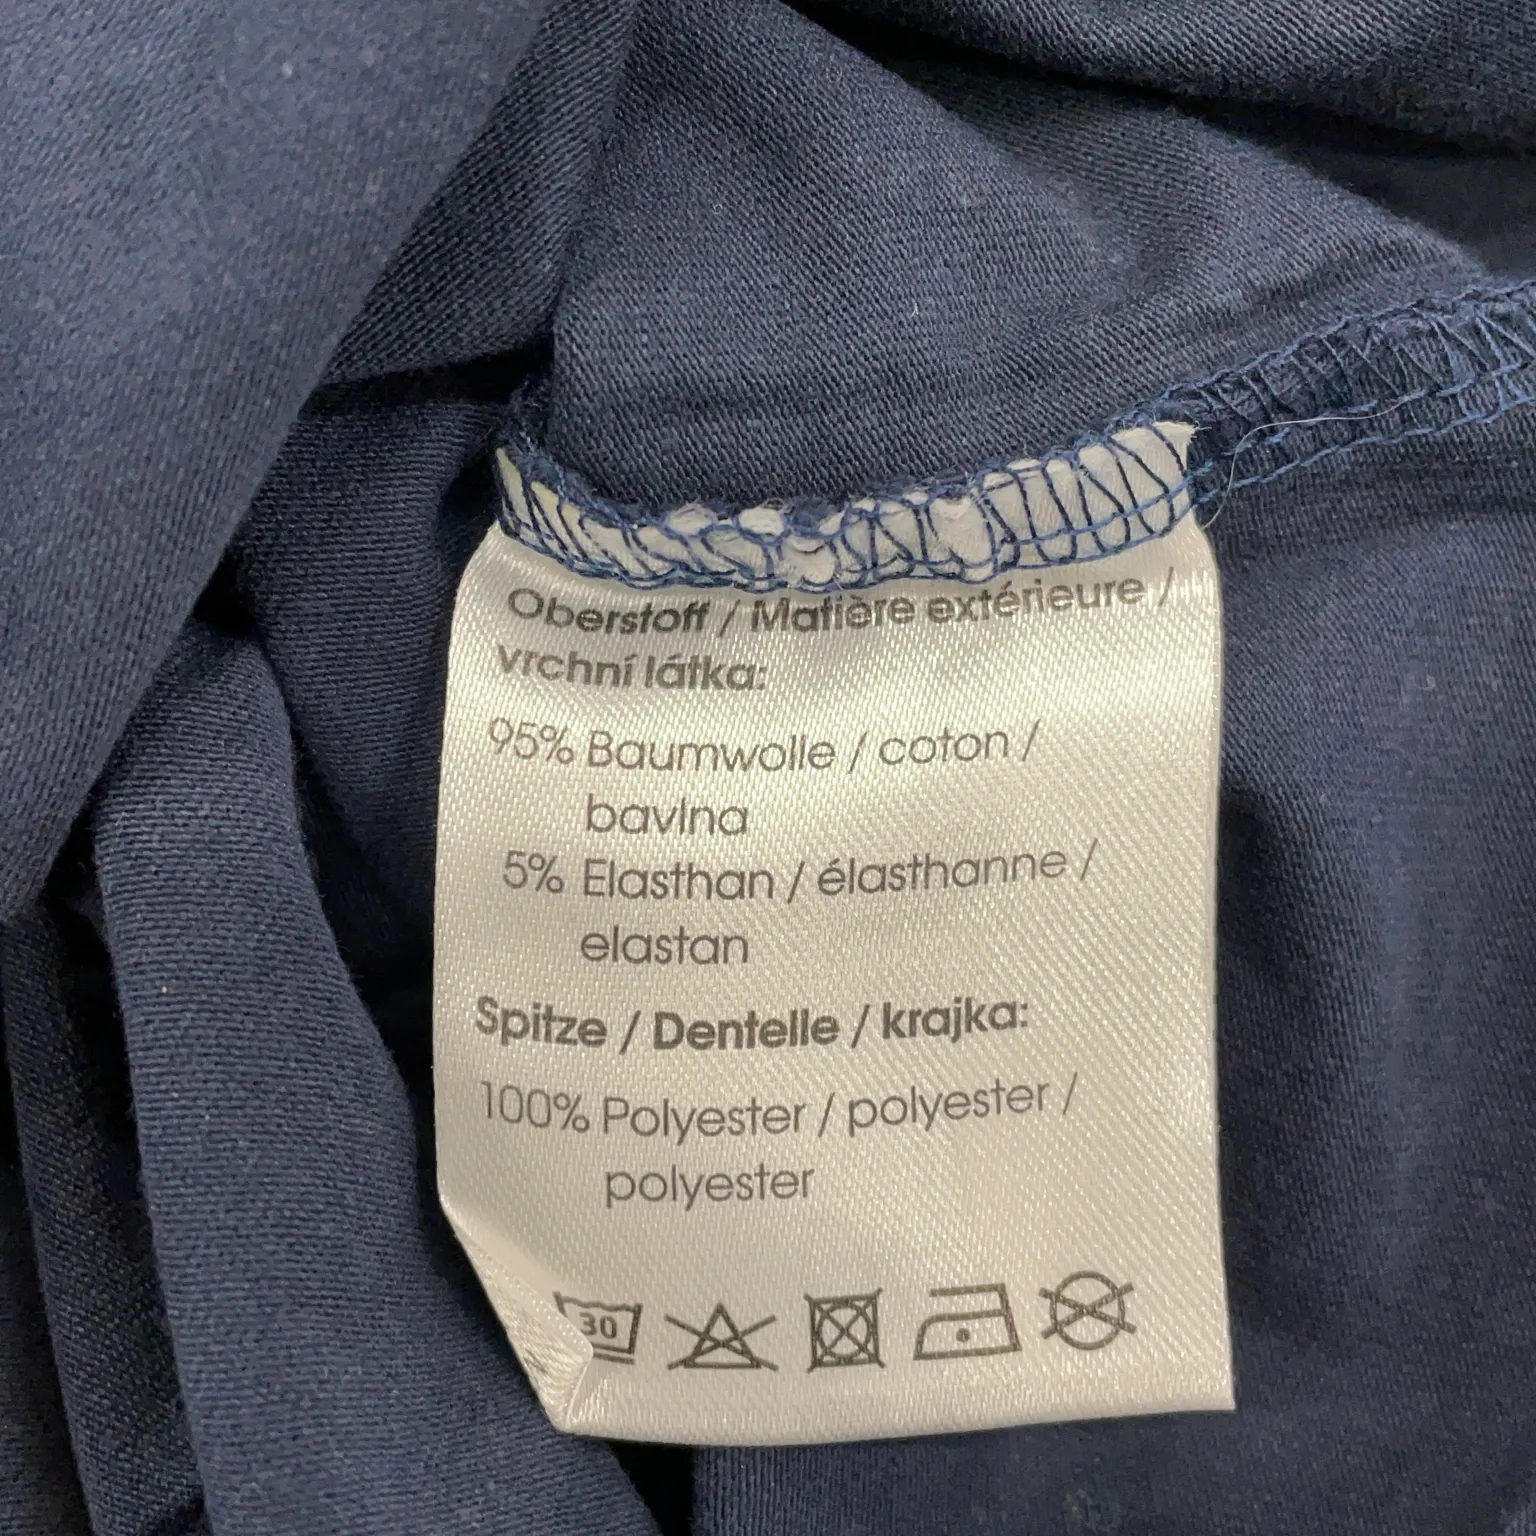 Oberstoff / Matière extérieure /
vrchní látka:
95% Baumwolle / coton /
bavlna
5% Elasthan / élasthanne /
elastan
Spitze / Dentelle / krajka:
100% Polyester / polyester /
polyester
30